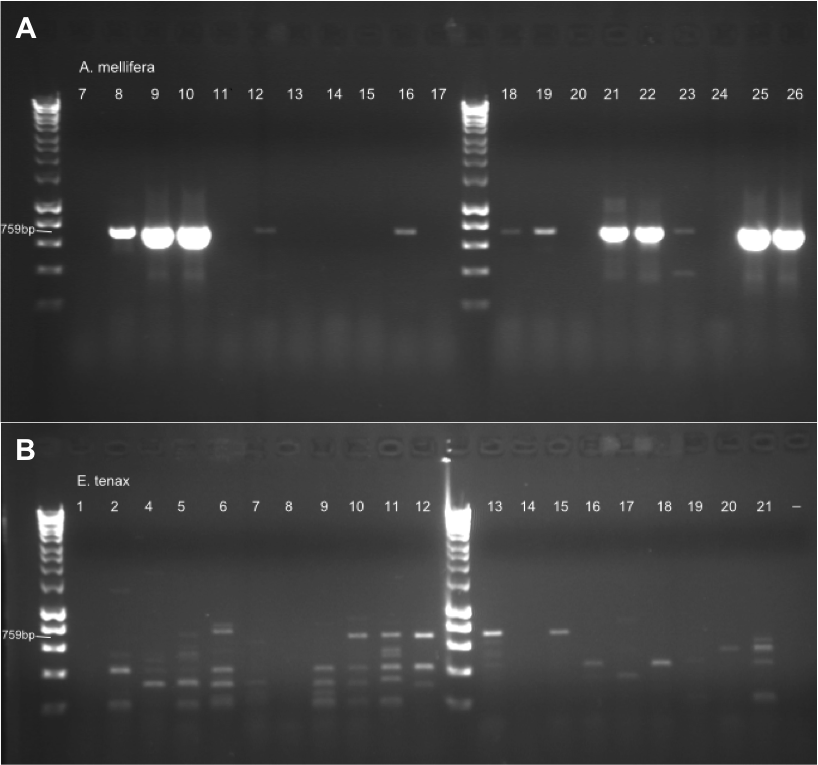 A
A. mellifera
7 8 9 10 11 12 13 14 15 16 17 18 19 20 21 22 23 24 25 26
759bp
B
E. tenax
1 2 4 5 6 7 8 9 10 11 12 13 14 15 16 17 18 19 20 21 –
759bp